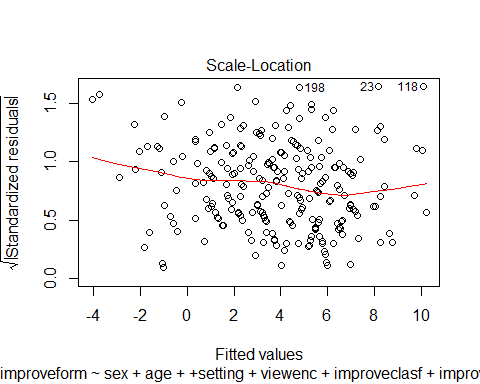 Scale-Location
√|Standardized residuals|
1.5
1.0
0.5
0.0
198
23
118
-4 -2 0 2 4 6 8 10
Fitted values
improveform ~ sex + age + +setting + viewenc + improveclasf + improv